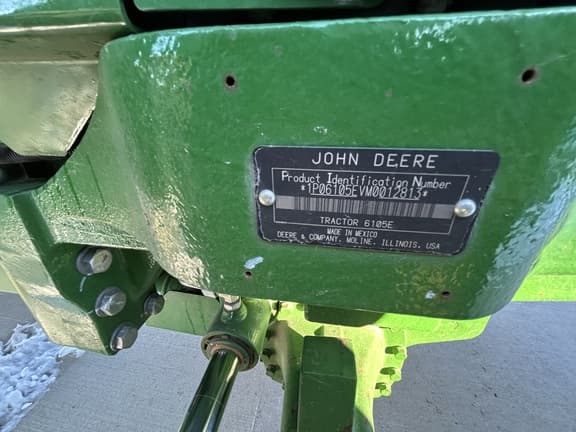 JOHN DEERE
Product Identification Number
*1P06105EVM0012813*
TRACTOR 6105E
MADE IN MEXICO
DEERE & COMPANY, MOLINE, ILLINOIS, USA